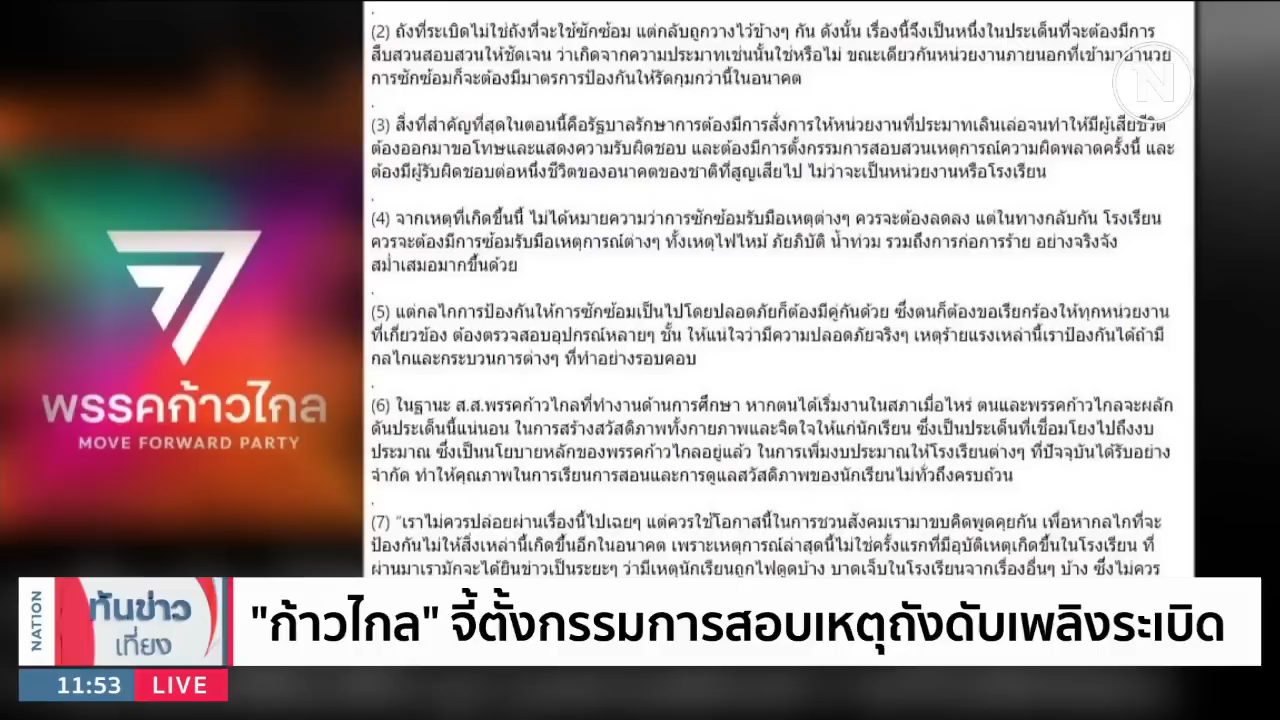 (2) ถังที่ระเบิดไม่ใช่ถังที่จะใช้ซักซ้อม แต่กลับถูกวางไว้ข้างๆ กัน ดังนั้น เรื่องนี้จึงเป็นหนึ่งในประเด็นที่จะต้องมีการ
สืบสวนสอบสวนให้ชัดเจน ว่าเกิดจากความประมาทเช่นนั้นใช่หรือไม่ ขณะเดียวกันหน่วยงานภายนอกที่เข้ามาอำนวย
การซักซ้อมก็จะต้องมีมาตรการป้องกันให้รัดกุมกว่านี้ในอนาคต
.
(3) สิ่งที่สำคัญที่สุดในตอนนี้คือรัฐบาลรักษาการต้องมีการสั่งการให้หน่วยงานที่ประมาทเลินเล่อจนทำให้มีผู้เสียชีวิต
ต้องออกมาขอโทษและแสดงความรับผิดชอบ และต้องมีการตั้งกรรมการสอบสวนเหตุการณ์ความผิดพลาดครั้งนี้ และ
ต้องมีผู้รับผิดชอบต่อหนึ่งชีวิตของอนาคตของชาติที่สูญเสียไป ไม่ว่าจะเป็นหน่วยงานหรือโรงเรียน
.
(4) จากเหตุที่เกิดขึ้นนี้ ไม่ได้หมายความว่าการซักซ้อมรับมือเหตุต่างๆ ควรจะต้องลดลง แต่ในทางกลับกัน โรงเรียน
ควรจะต้องมีการซ้อมรับมือเหตุการณ์ต่างๆ ทั้งเหตุไฟไหม้ ภัยภิบัติ น้ำท่วม รวมถึงการก่อการร้าย อย่างจริงจัง
สม่ำเสมอมากขึ้นด้วย
.
(5) แต่กลไกการป้องกันให้การซักซ้อมเป็นไปโดยปลอดภัยก็ต้องมีคู่กันด้วย ซึ่งตนก็ต้องขอเรียกร้องให้ทุกหน่วยงาน
ที่เกี่ยวข้อง ต้องตรวจสอบอุปกรณ์หลายๆ ชั้น ให้แน่ใจว่ามีความปลอดภัยจริงๆ เหตุร้ายแรงเหล่านี้เราป้องกันได้ถ้ามี
กลไกและกระบวนการต่างๆ ที่ทำอย่างรอบคอบ
.
(6) ในฐานะ ส.ส.พรรคก้าวไกลที่ทำงานด้านการศึกษา หากตนได้เริ่มงานในสภาเมื่อไหร่ ตนและพรรคก้าวไกลจะผลัก
ดันประเด็นนี้แน่นอน ในการสร้างสวัสดิภาพทั้งกายภาพและจิตใจให้แก่นักเรียน ซึ่งเป็นประเด็นที่เชื่อมโยงไปถึงงบ
ประมาณ ซึ่งเป็นนโยบายหลักของพรรคก้าวไกลอยู่แล้ว ในการเพิ่มงบประมาณให้โรงเรียนต่างๆ ที่ปัจจุบันได้รับอย่าง
จำกัด ทำให้คุณภาพในการเรียนการสอนและการดูแลสวัสดิภาพของนักเรียนไม่ทั่วถึงครบถ้วน
.
(7) “เราไม่ควรปล่อยผ่านเรื่องนี้ไปเฉยๆ แต่ควรใช้โอกาสนี้ในการชวนสังคมเรามาขบคิดพูดคุยกัน เพื่อหากลไกที่จะ
ป้องกันไม่ให้สิ่งเหล่านี้เกิดขึ้นอีกในอนาคต เพราะเหตุการณ์ล่าสุดนี้ไม่ใช่ครั้งแรกที่มีอุบัติเหตุเกิดขึ้นในโรงเรียน ที่
ผ่านมาเรามักจะได้ยินข่าวเป็นระยะๆ ว่ามีเหตุนักเรียนถูกไฟดูดบ้าง บาดเจ็บในโรงเรียนจากเรื่องอื่นๆ บ้าง ซึ่งไม่ควร
N
พรรคก้าวไกล
MOVE FORWARD PARTY
NATION
ทันข่าว
เที่ยง
"ก้าวไกล" จี้ตั้งกรรมการสอบเหตุถังดับเพลิงระเบิด
11:53 LIVE